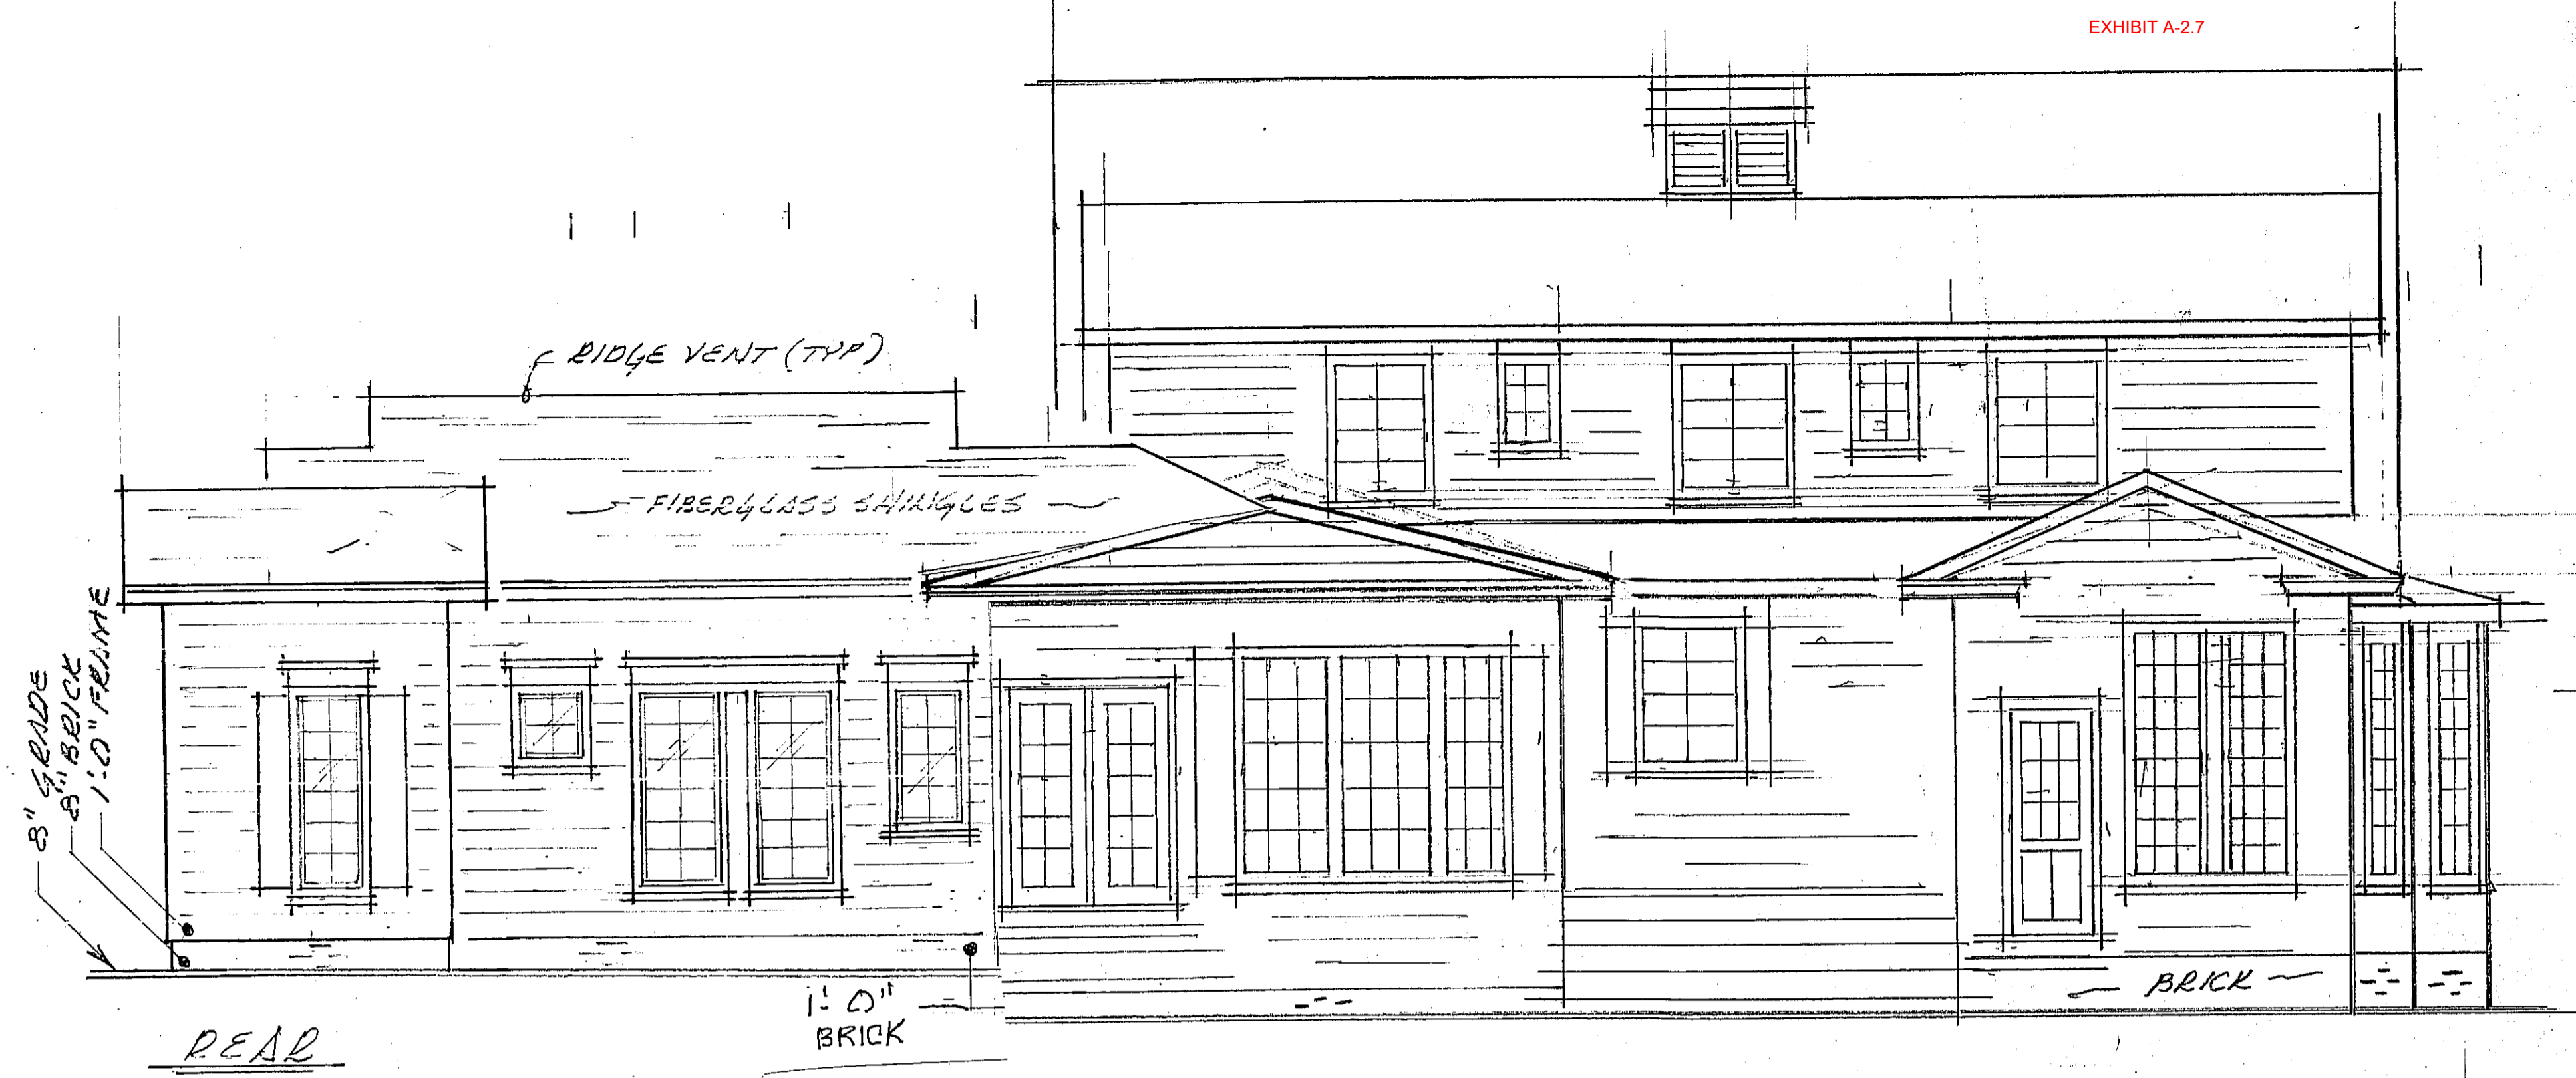 EXHIBIT A-2.7
RIDGE VENT (TYP)
FIBERGLASS SHINGLES
8" GRADE
8" BRICK
1'-0" FRAME
1'-0"
BRICK
BRICK
REAR